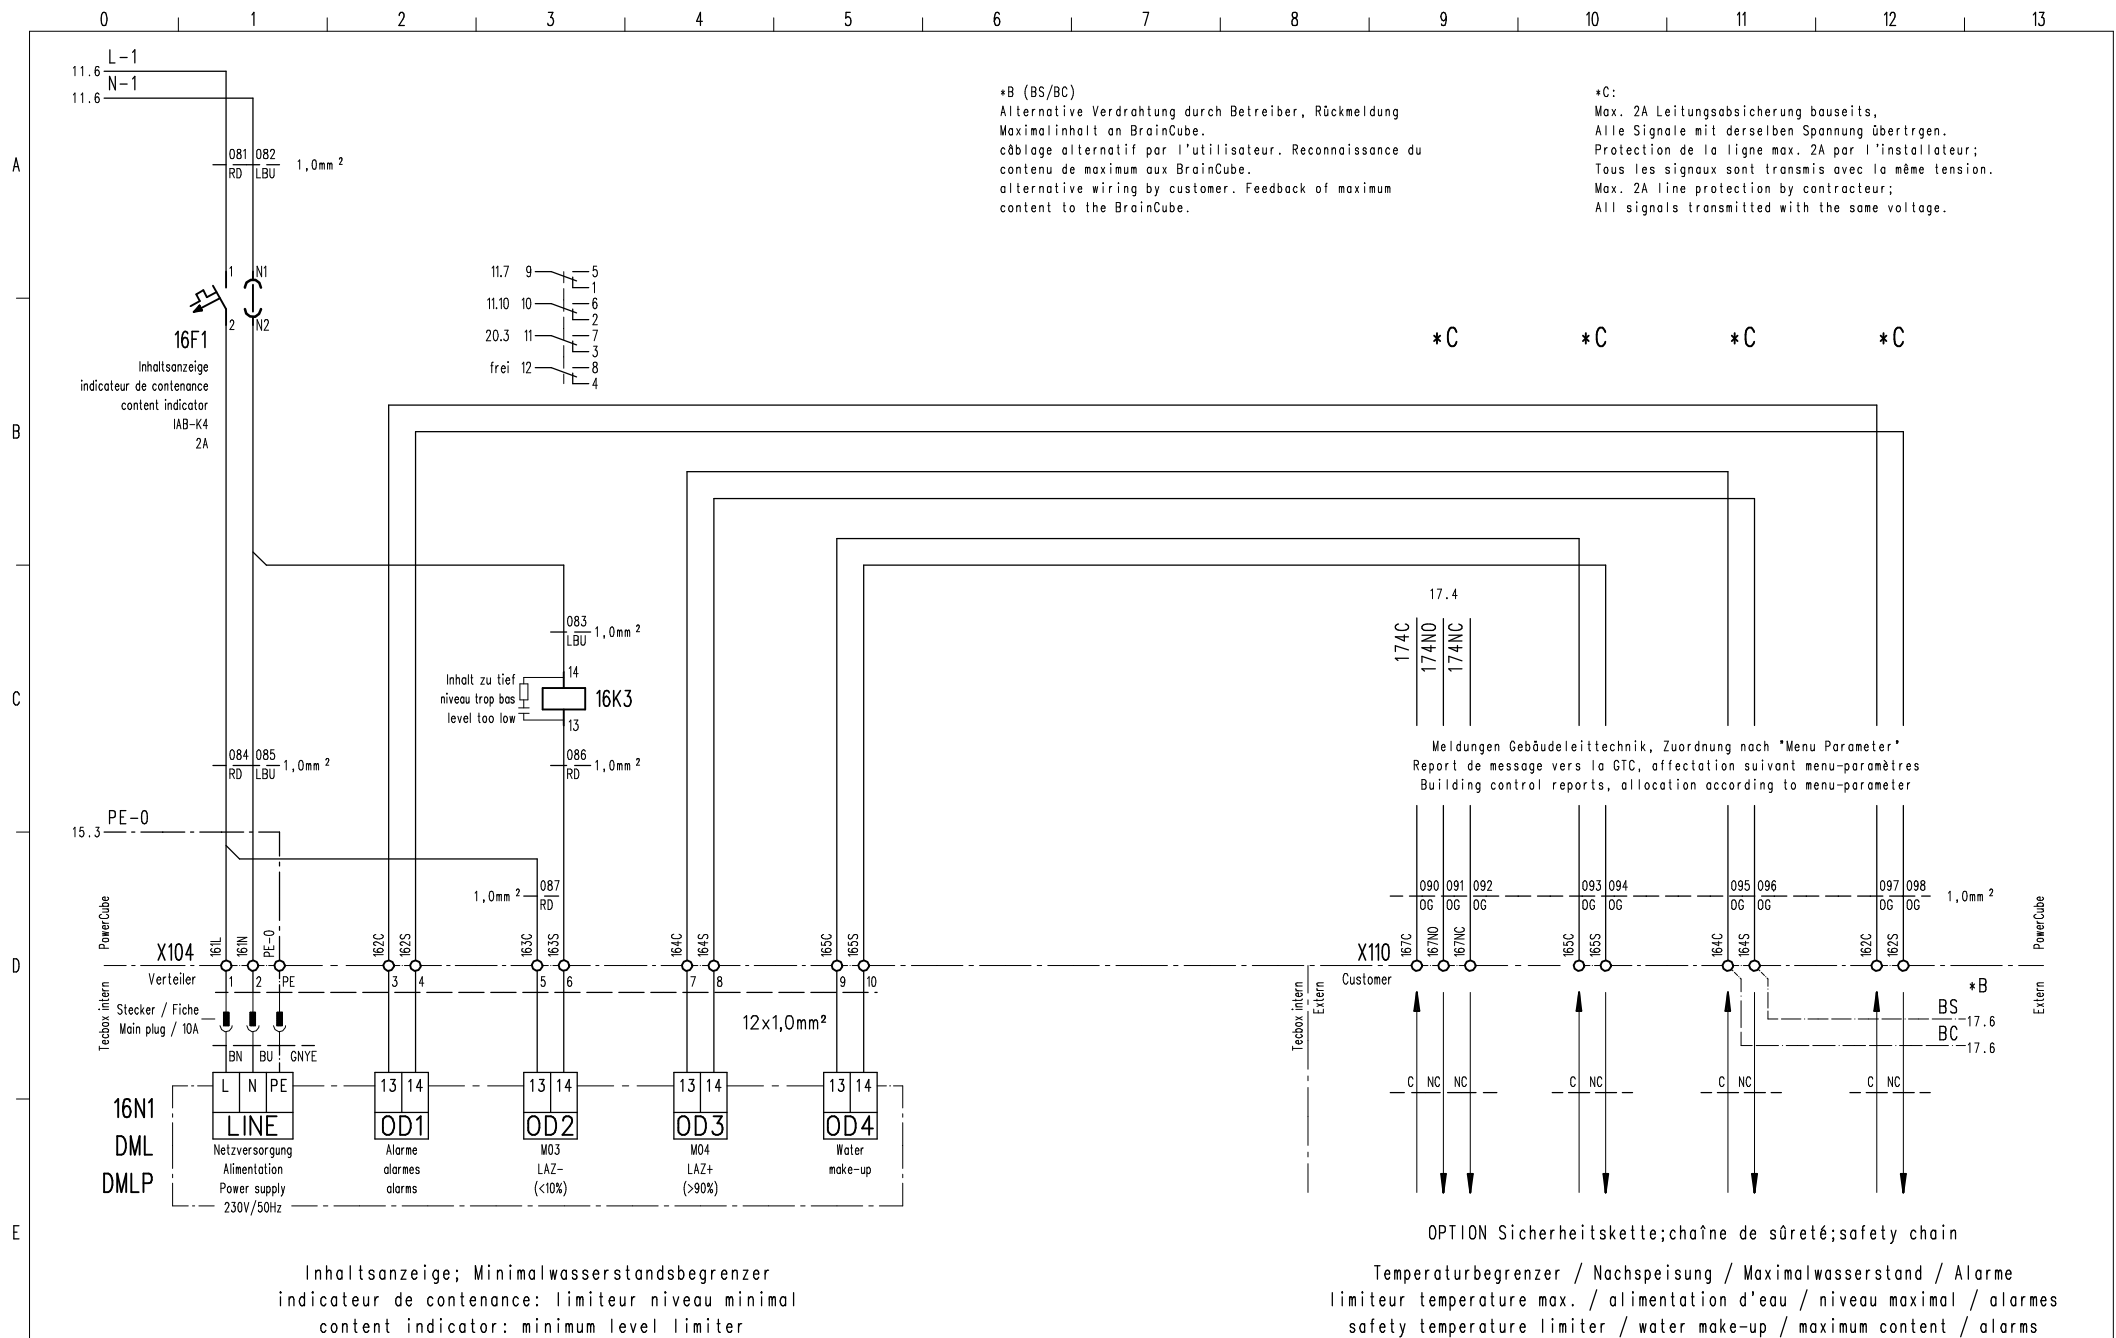 0 1 2 3 4 5 6 7 8 9 10 11 12 13
A
B
C
D
E
L-1
11.6
N-1
11.6
081 082 1,0mm²
RD LBU
1 N1
2 N2
16F1
Inhaltsanzeige
indicateur de contenance
content indicator
IAB-K4
2A
11.7 9 5
1
11.10 10 6
2
20.3 11 7
3
frei 12 8
4
*B (BS/BC)
Alternative Verdrahtung durch Betreiber, Rückmeldung
Maximalinhalt an BrainCube.
câblage alternatif par l'utilisateur. Reconnaissance du
contenu de maximum aux BrainCube.
alternative wiring by customer. Feedback of maximum
content to the BrainCube.
*C:
Max. 2A Leitungsabsicherung bauseits,
Alle Signale mit derselben Spannung übertrgen.
Protection de la ligne max. 2A par l'installateur;
Tous les signaux sont transmis avec la même tension.
Max. 2A line protection by contracteur;
All signals transmitted with the same voltage.
*C *C *C *C
083 1,0mm²
LBU
14
Inhalt zu tief
niveau trop bas
level too low
16K3
13
084 085 1,0mm²
RD LBU
086 1,0mm²
RD
17.4
174C
174NO
174NC
Meldungen Gebäudeleittechnik, Zuordnung nach "Menu Parameter"
Report de message vers la GTC, affectation suivant menu-paramètres
Building control reports, allocation according to menu-parameter
15.3 PE-0
1,0mm² 087
RD
090 091 092 093 094 095 096 097 098 1,0mm²
OG OG OG OG OG OG OG OG OG
PowerCube
X104
161L 161N PE-0 162C 162S 163C 163S 164C 164S 165C 165S
X110
167C 167NO 167NC 165C 165S 164C 164S 162C 162S
PowerCube
Verteiler
1 2 PE 3 4 5 6 7 8 9 10
Customer
Tecbox intern
Stecker / Fiche
Main plug / 10A
12x1,0mm²
Tecbox intern
Extern
*B
BS
17.6
BC
17.6
Extern
BN BU GNYE
C NC NC C NC C NC C NC
16N1
DML
DMLP
L N PE
LINE
Netzversorgung
Alimentation
Power supply
230V/50Hz
13 14
OD1
Alarme
alarmes
alarms
13 14
OD2
M03
LAZ-
(<10%)
13 14
OD3
M04
LAZ+
(>90%)
13 14
OD4
Water
make-up
OPTION Sicherheitskette;chaîne de sûreté;safety chain
Inhaltsanzeige; Minimalwasserstandsbegrenzer
indicateur de contenance: limiteur niveau minimal
content indicator: minimum level limiter
Temperaturbegrenzer / Nachspeisung / Maximalwasserstand / Alarme
limiteur temperature max. / alimentation d'eau / niveau maximal / alarmes
safety temperature limiter / water make-up / maximum content / alarms